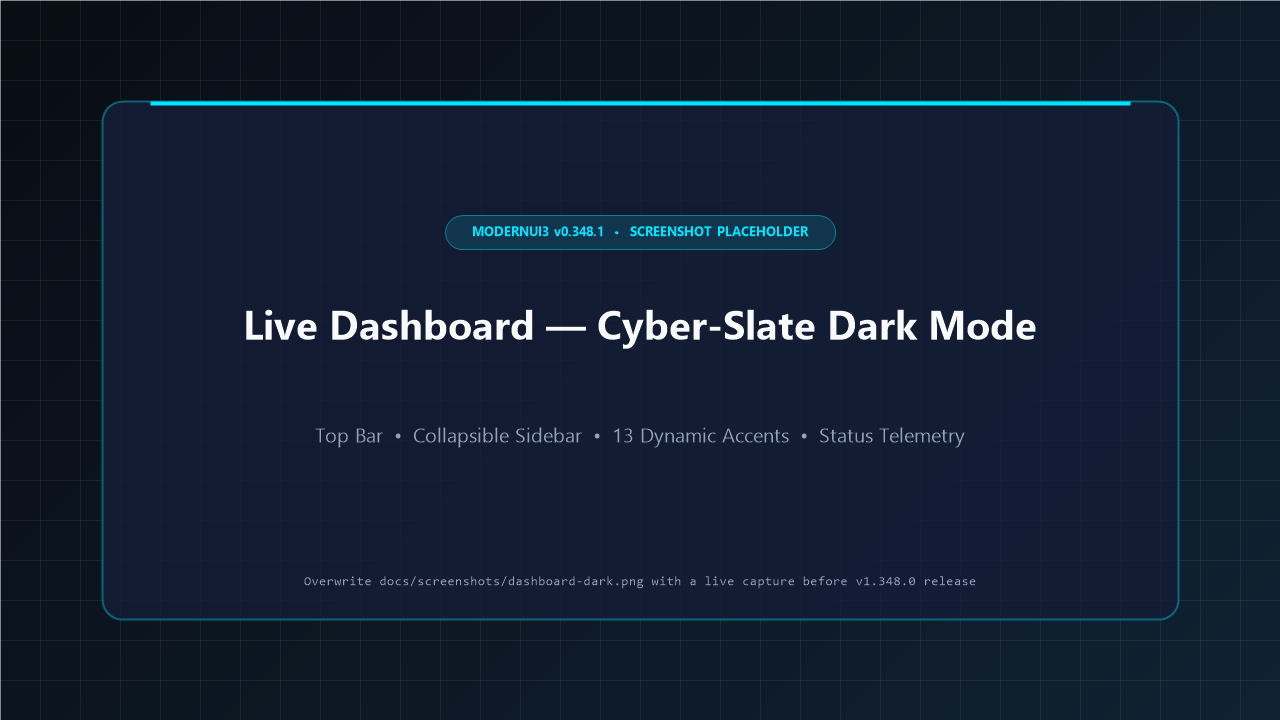 MODERNUI3 v0.348.1 • SCREENSHOT PLACEHOLDER
Live Dashboard — Cyber-Slate Dark Mode
Top Bar • Collapsible Sidebar • 13 Dynamic Accents • Status Telemetry
Overwrite docs/screenshots/dashboard-dark.png with a live capture before v1.348.0 release